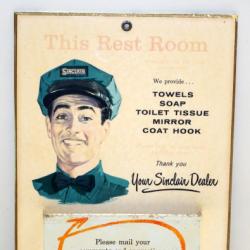 This Rest Room
SINCLAIR
We provide...
TOWELS
SOAP
TOILET TISSUE
MIRROR
COAT HOOK
Thank you
Your Sinclair Dealer
Please mail your